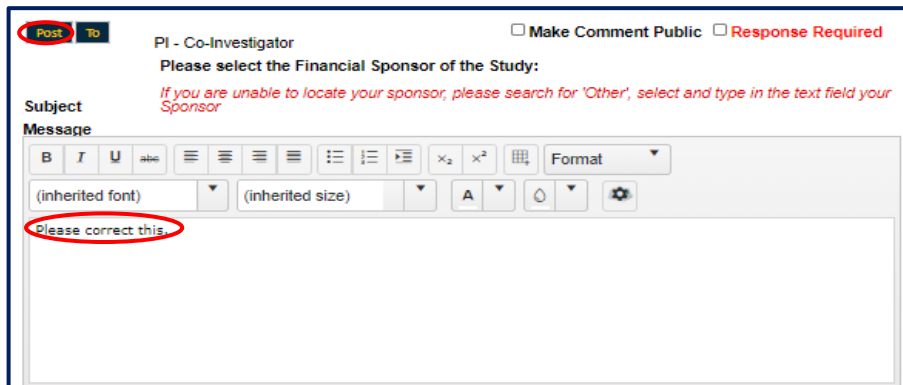 Post To
PI - Co-Investigator
Make Comment Public Response Required
Please select the Financial Sponsor of the Study:
If you are unable to locate your sponsor, please search for 'Other', select and type in the text field your
Subject Sponsor
Message
B I U abc x₂ x² Format
(inherited font) (inherited size) A
Please correct this.